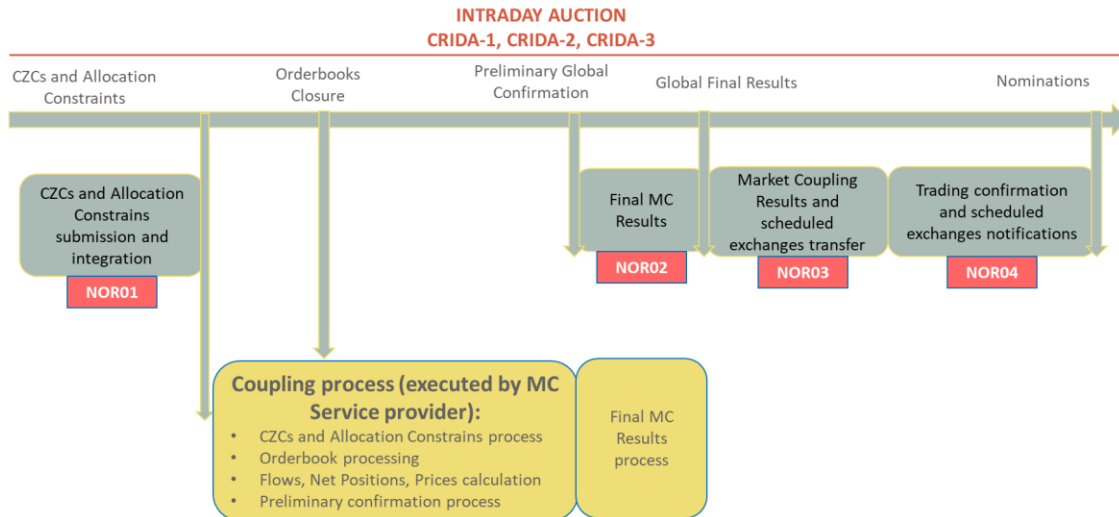 INTRADAY AUCTION
CRIDA-1, CRIDA-2, CRIDA-3
CZCs and Allocation
Constraints
Orderbooks
Closure
Preliminary Global
Confirmation
Global Final Results
Nominations
CZCs and Allocation
Constrains
submission and
integration
NOR01
Final MC
Results
NOR02
Market Coupling
Results and
scheduled
exchanges transfer
NOR03
Trading confirmation
and scheduled
exchanges notifications
NOR04
Coupling process (executed by MC
Service provider):
• CZCs and Allocation Constrains process
• Orderbook processing
• Flows, Net Positions, Prices calculation
• Preliminary confirmation process
Final MC
Results
process